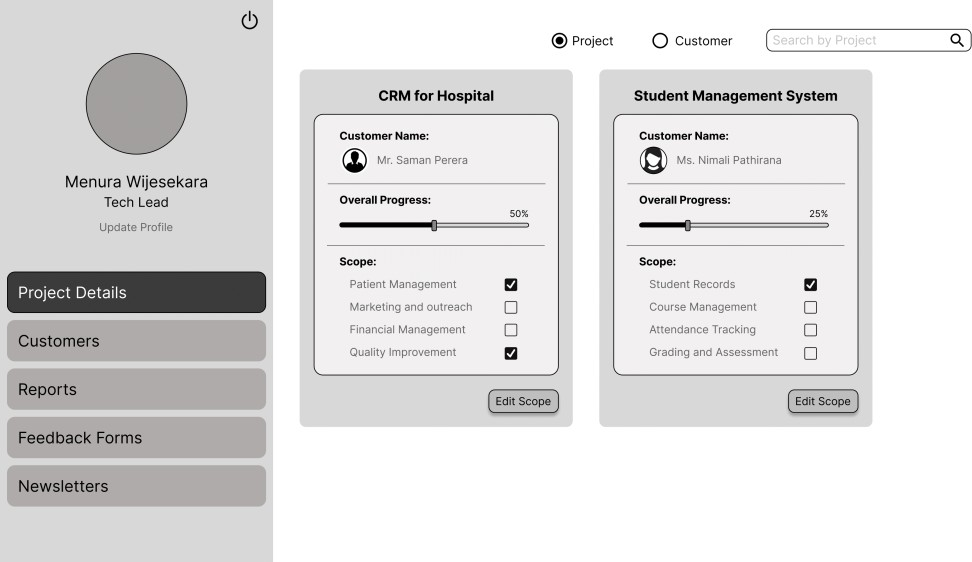 Menura Wijesekara
Tech Lead
Update Profile
Project Details
Customers
Reports
Feedback Forms
Newsletters
Project Customer Search by Project
CRM for Hospital
Customer Name:
Mr. Saman Perera
Overall Progress:
50%
Scope:
Patient Management
Marketing and outreach
Financial Management
Quality Improvement
Edit Scope
Student Management System
Customer Name:
Ms. Nimali Pathirana
Overall Progress:
25%
Scope:
Student Records
Course Management
Attendance Tracking
Grading and Assessment
Edit Scope